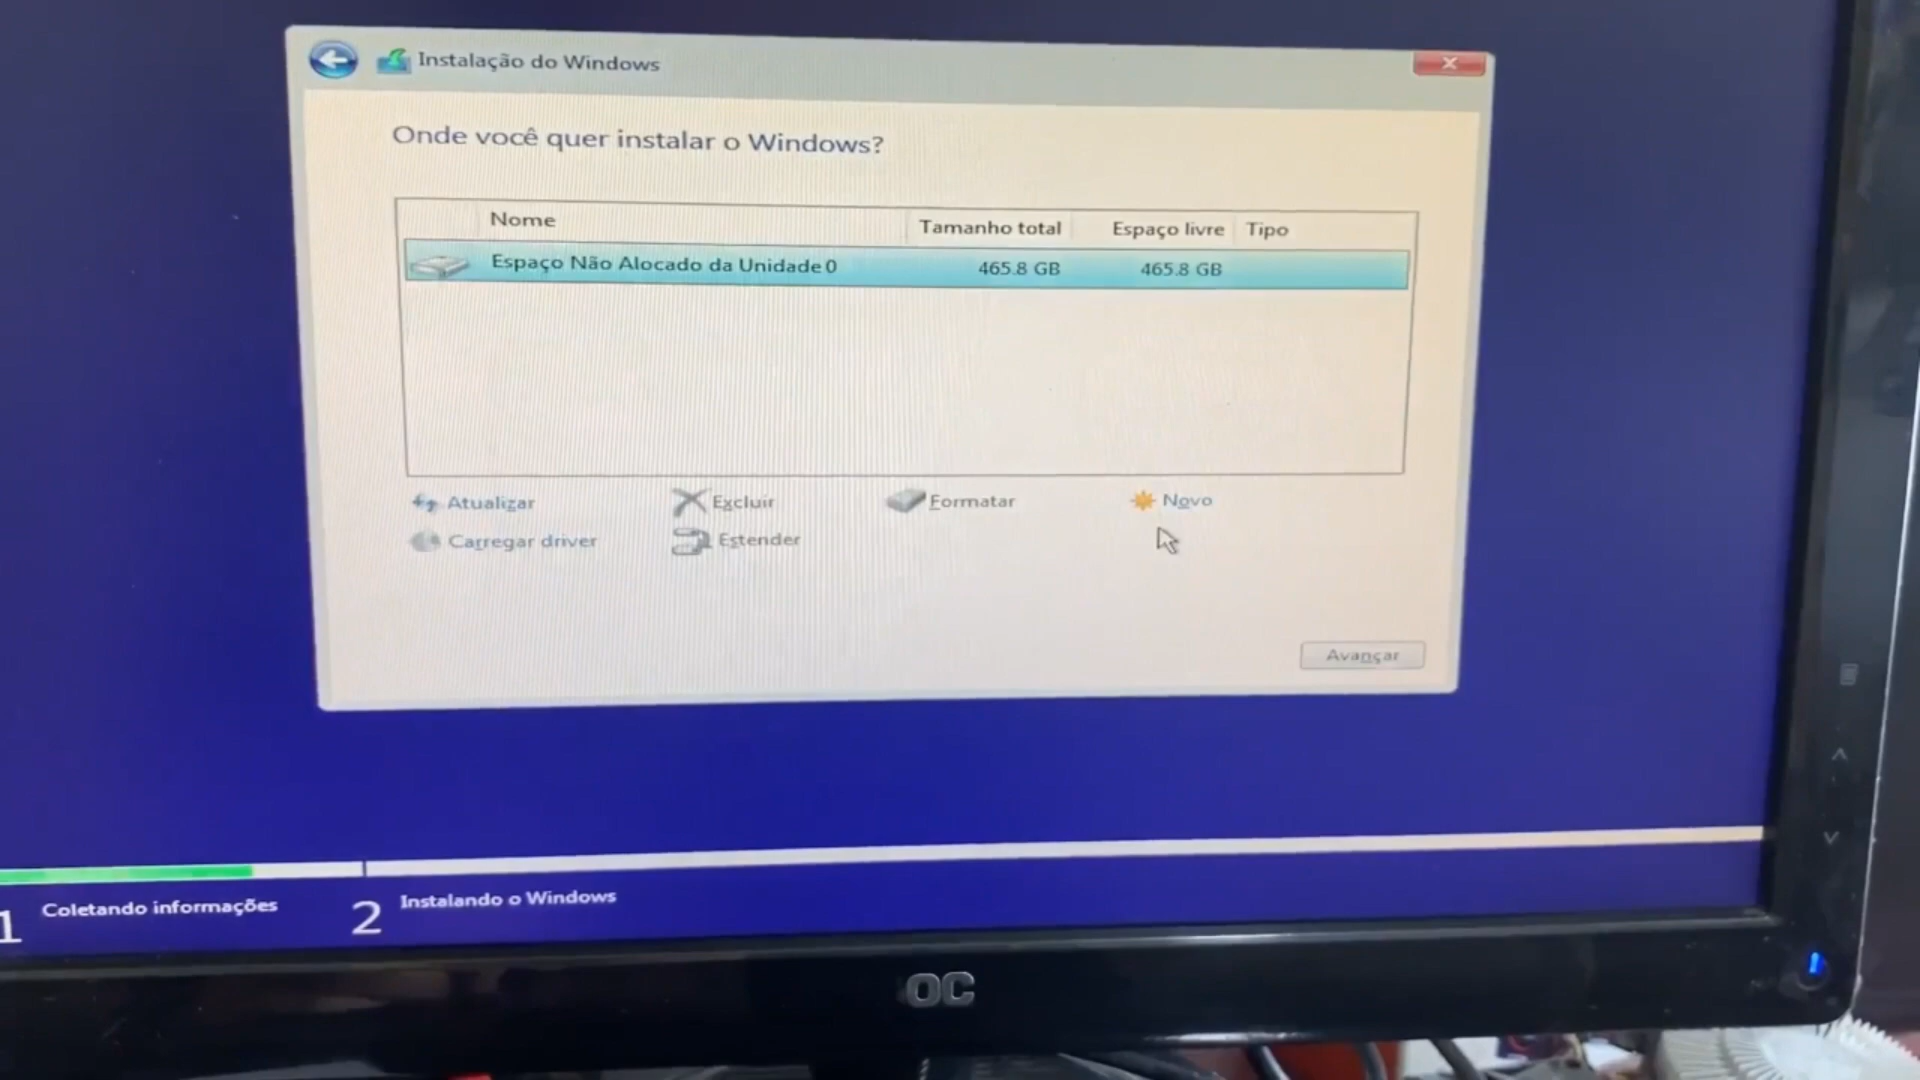 Instalação do Windows
Onde você quer instalar o Windows?
Nome Tamanho total Espaço livre Tipo
Espaço Não Alocado da Unidade 0 465.8 GB 465.8 GB
Atualizar Excluir Formatar Novo
Carregar driver Estender
Avançar
1 Coletando informações 2 Instalando o Windows
OC